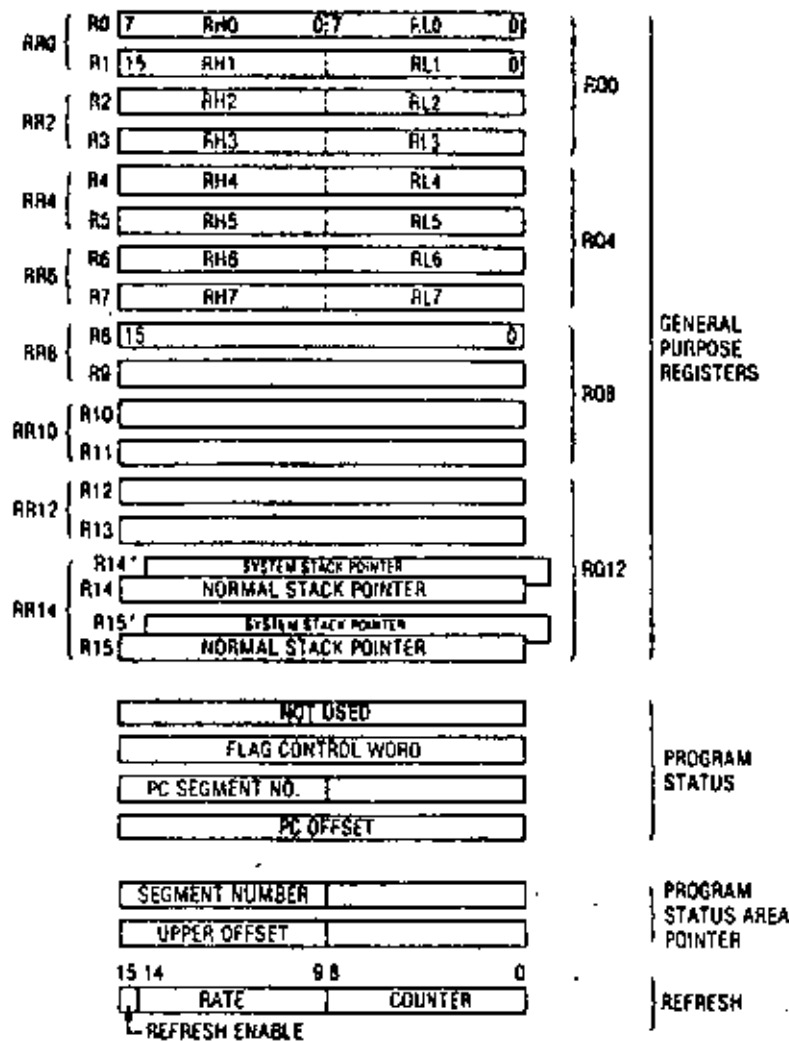 RR0 R0 7 RH0 0 7 RL0 0
R1 15 RH1 RL1 0
RQ0
RR2 R2 RH2 RL2
R3 RH3 RL3
RR4 R4 RH4 RL4
R5 RH5 RL5
RQ4
RR6 R6 RH6 RL6
R7 RH7 RL7
RR8 R8 15 0
R9
RQ8
RR10 R10
R11
RR12 R12
R13
RR14 R14' SYSTEM STACK POINTER
R14 NORMAL STACK POINTER
RQ12
R15' SYSTEM STACK POINTER
R15 NORMAL STACK POINTER
GENERAL
PURPOSE
REGISTERS
NOT USED
FLAG CONTROL WORD
PC SEGMENT NO.
PC OFFSET
PROGRAM
STATUS
SEGMENT NUMBER
UPPER OFFSET
PROGRAM
STATUS AREA
POINTER
15 14 9 8 0
RATE COUNTER
REFRESH
REFRESH ENABLE